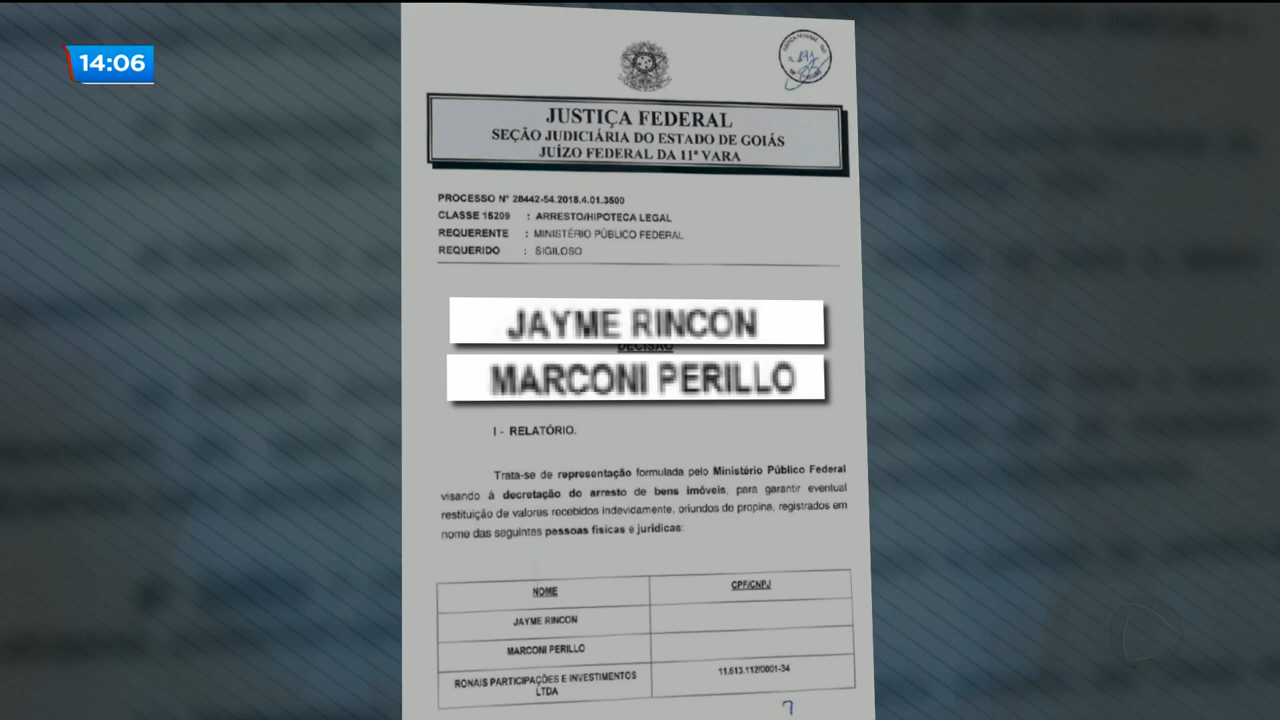 14:06
JUSTIÇA FEDERAL
SEÇÃO JUDICIÁRIA DO ESTADO DE GOIÁS
JUÍZO FEDERAL DA 11ª VARA
PROCESSO Nº 28442-54.2018.4.01.3500
CLASSE 15209 : ARRESTO/HIPOTECA LEGAL
REQUERENTE : MINISTÉRIO PÚBLICO FEDERAL
REQUERIDO : SIGILOSO
JAYME RINCON
DECISÃO
MARCONI PERILLO
I - RELATÓRIO.
Trata-se de representação formulada pelo Ministério Público Federal
visando à decretação do arresto de bens imóveis, para garantir eventual
restituição de valores recebidos indevidamente, oriundos de propina, registrados em
nome das seguintes pessoas físicas e jurídicas:
NOME CPF/CNPJ
JAYME RINCON
MARCONI PERILLO
RONAIS PARTICIPAÇÕES E INVESTIMENTOS
LTDA 11.613.112/0001-34